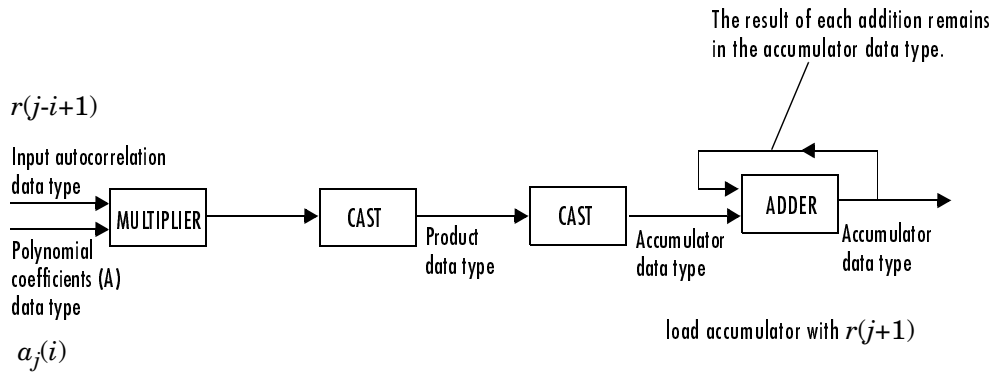 The result of each addition remains
in the accumulator data type.
r(j-i+1)
Input autocorrelation
data type
MULTIPLIER
CAST
CAST
ADDER
Polynomial
coefficients (A)
data type
Product
data type
Accumulator
data type
Accumulator
data type
load accumulator with r(j+1)
aj(i)